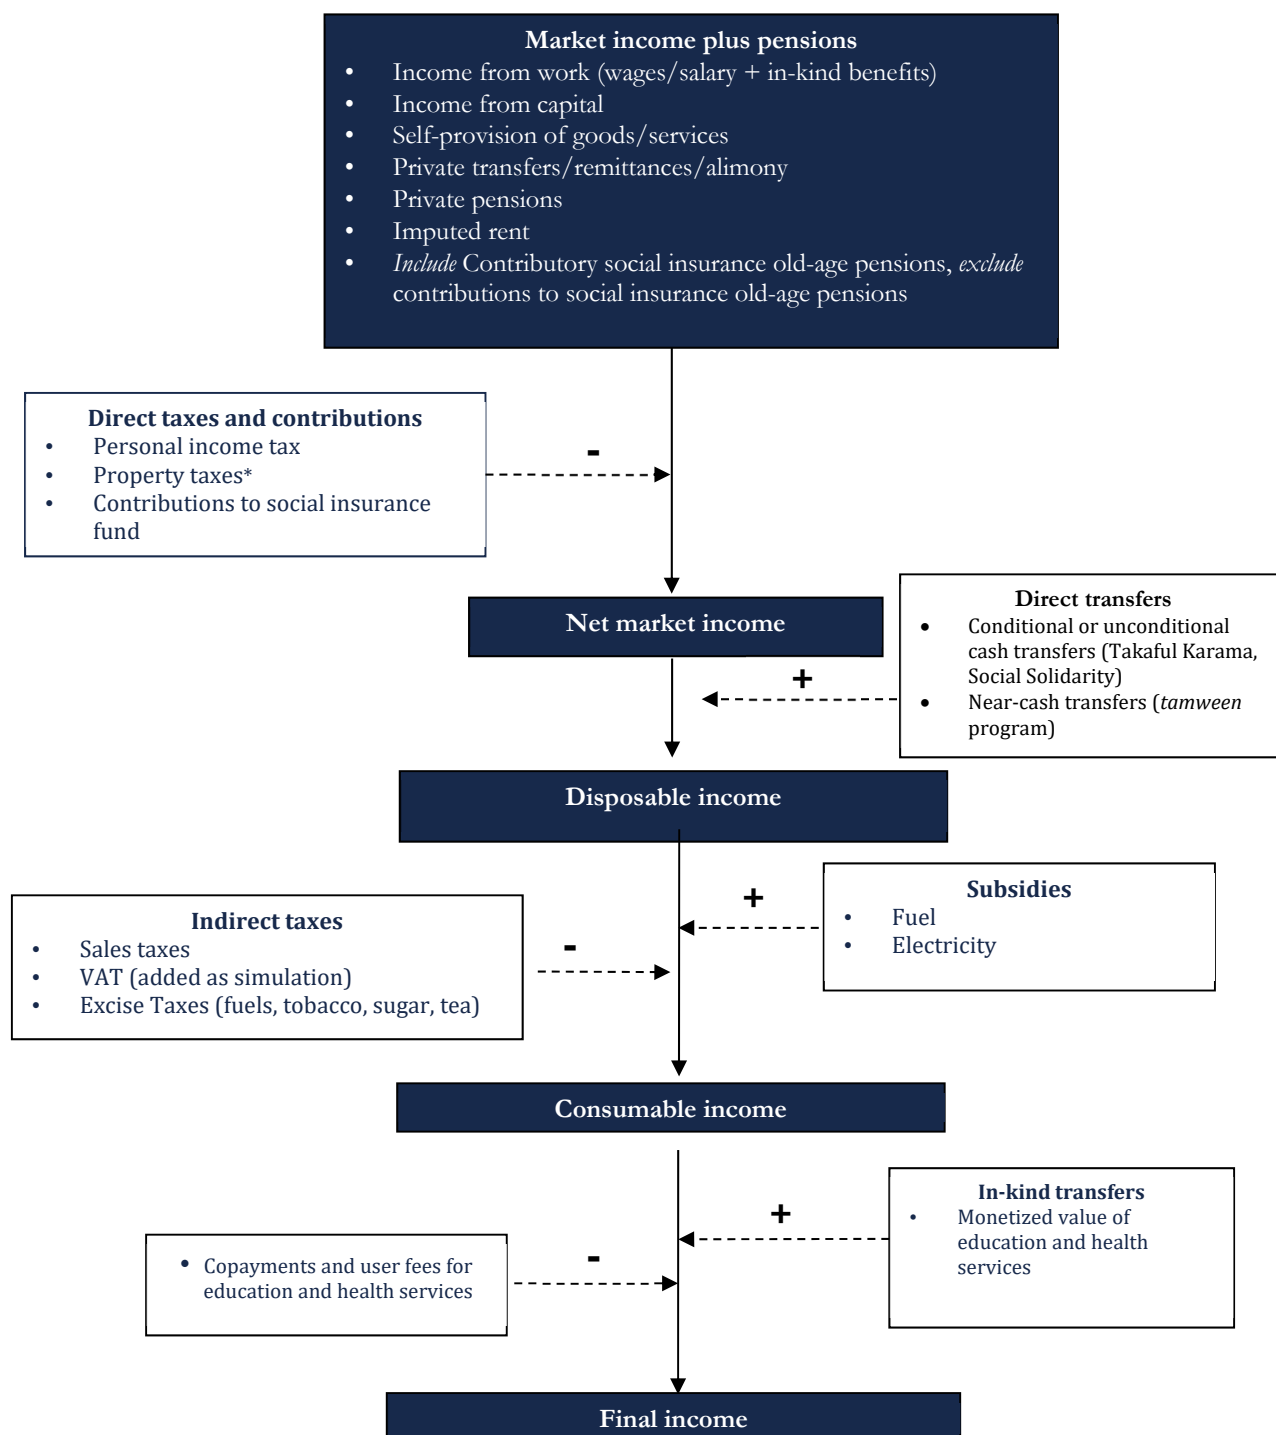 Market income plus pensions
• Income from work (wages/salary + in-kind benefits)
• Income from capital
• Self-provision of goods/services
• Private transfers/remittances/alimony
• Private pensions
• Imputed rent
• Include Contributory social insurance old-age pensions, exclude
contributions to social insurance old-age pensions
Direct taxes and contributions
• Personal income tax
• Property taxes*
• Contributions to social insurance
fund
-
Net market income
Direct transfers
• Conditional or unconditional
cash transfers (Takaful Karama,
Social Solidarity)
• Near-cash transfers (tamween
program)
+
Disposable income
Indirect taxes
• Sales taxes
• VAT (added as simulation)
• Excise Taxes (fuels, tobacco, sugar, tea)
-
+
Subsidies
• Fuel
• Electricity
Consumable income
• Copayments and user fees for
education and health services
-
+
In-kind transfers
• Monetized value of
education and health
services
Final income